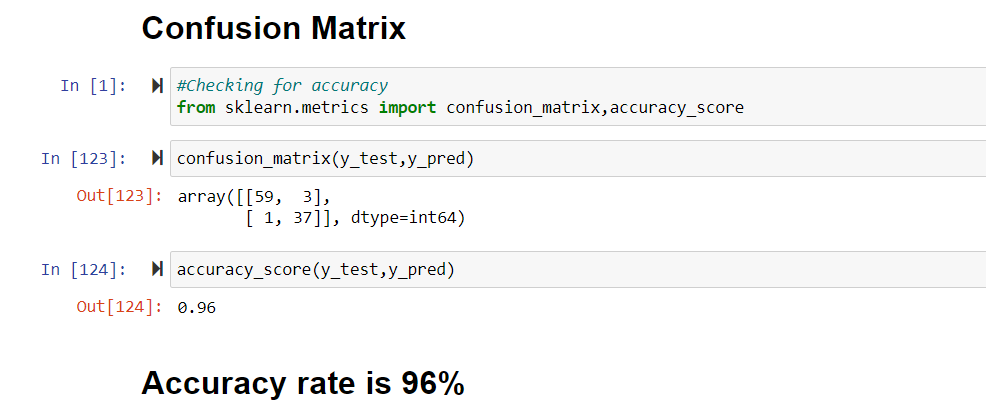 Confusion Matrix
In [1]: #Checking for accuracy
from sklearn.metrics import confusion_matrix,accuracy_score
In [123]: confusion_matrix(y_test,y_pred)
Out[123]: array([[59,  3],
       [ 1, 37]], dtype=int64)
In [124]: accuracy_score(y_test,y_pred)
Out[124]: 0.96
Accuracy rate is 96%